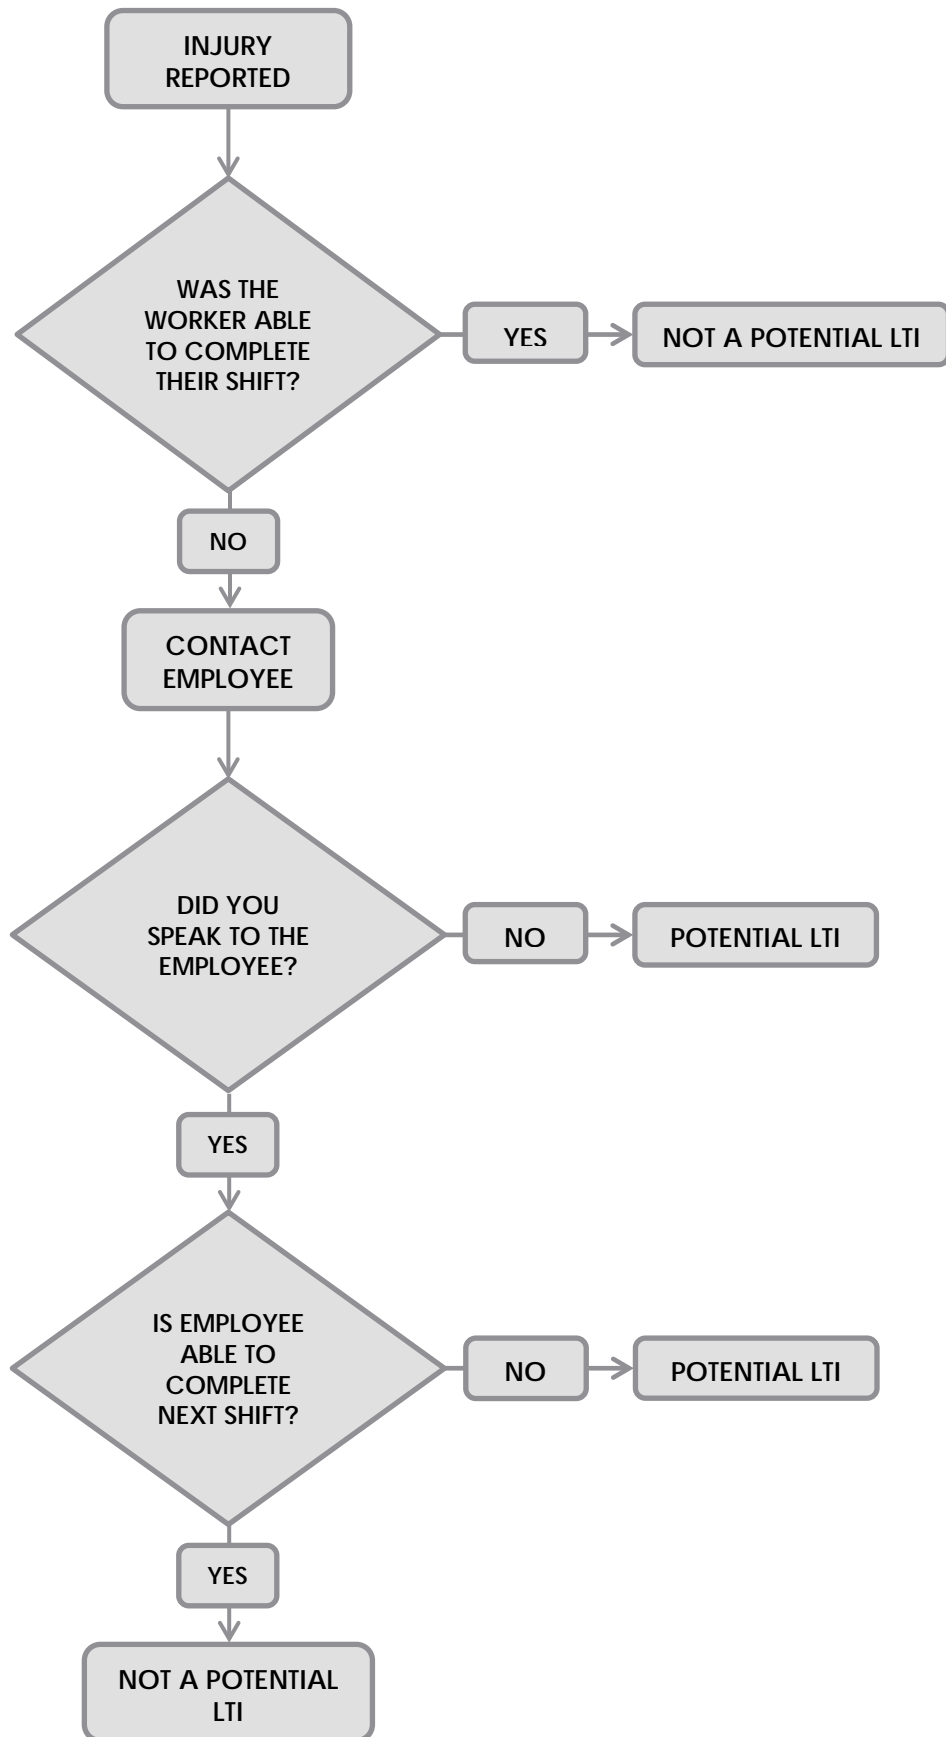 INJURY
REPORTED
WAS THE
WORKER ABLE
TO COMPLETE
THEIR SHIFT?
YES
NOT A POTENTIAL LTI
NO
CONTACT
EMPLOYEE
DID YOU
SPEAK TO THE
EMPLOYEE?
NO
POTENTIAL LTI
YES
IS EMPLOYEE
ABLE TO
COMPLETE
NEXT SHIFT?
NO
POTENTIAL LTI
YES
NOT A POTENTIAL
LTI